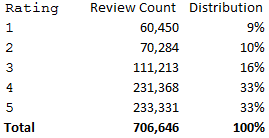 Rating Review Count Distribution
1 60,450 9%
2 70,284 10%
3 111,213 16%
4 231,368 33%
5 233,331 33%
Total 706,646 100%